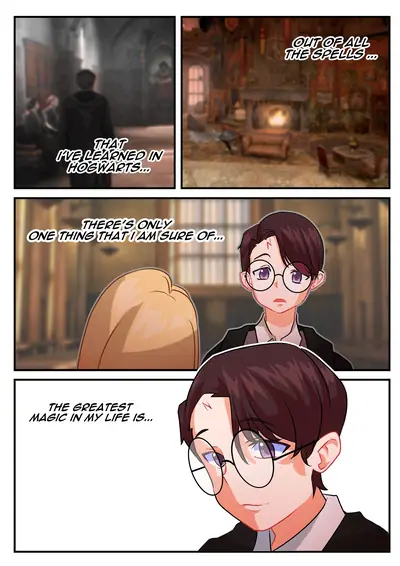 OUT OF ALL
THE SPELLS ...
THAT
I'VE LEARNED IN
HOGWARTS...
THERE'S ONLY
ONE THING THAT I AM SURE OF...
THE GREATEST
MAGIC IN MY LIFE IS...